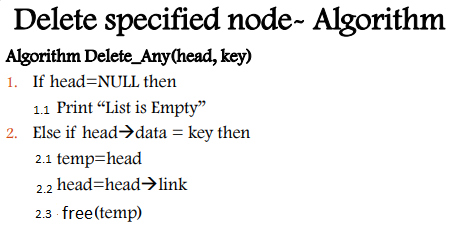 Delete specified node- Algorithm
Algorithm Delete_Any(head, key)
1. If head=NULL then
1.1 Print “List is Empty”
2. Else if head→data = key then
2.1 temp=head
2.2 head=head→link
2.3 free(temp)